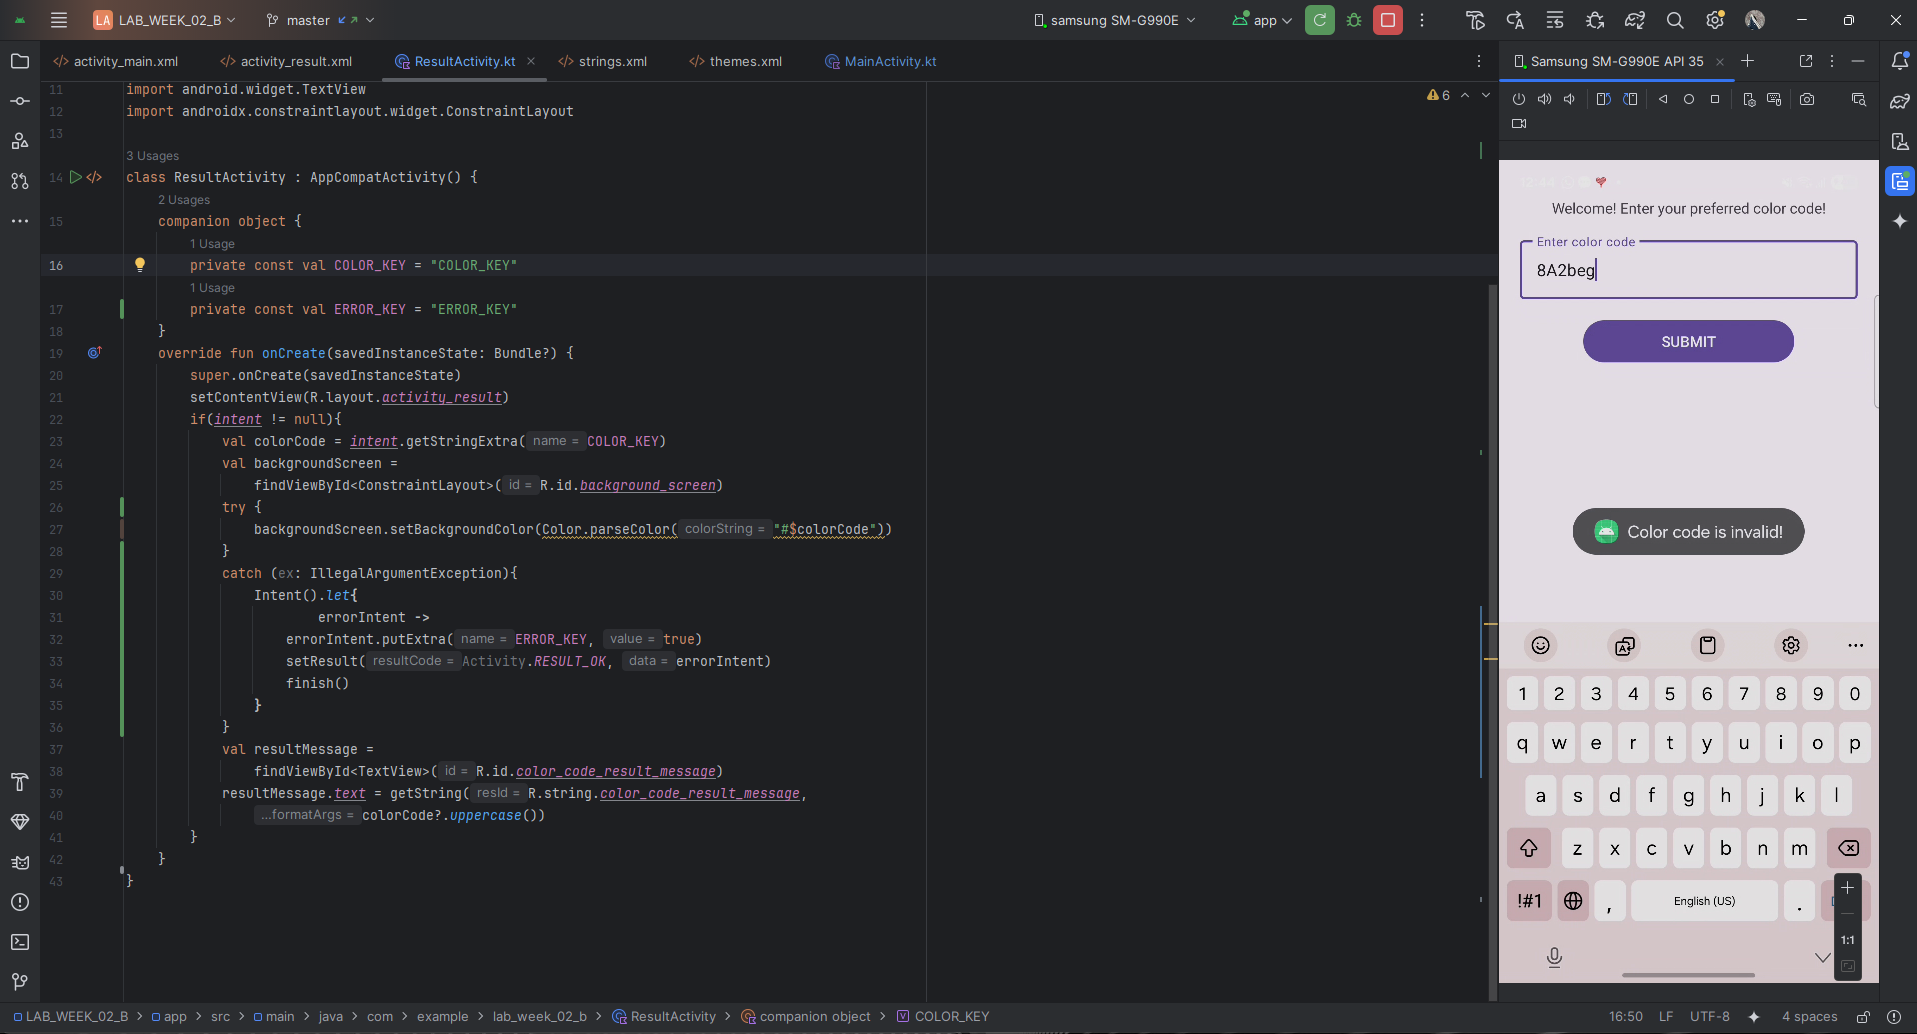 LA LAB_WEEK_02_B master samsung SM-G990E app
activity_main.xml activity_result.xml ResultActivity.kt strings.xml themes.xml MainActivity.kt
6
11 import android.widget.TextView
12 import androidx.constraintlayout.widget.ConstraintLayout
13
3 Usages
14 class ResultActivity : AppCompatActivity() {
2 Usages
15 companion object {
1 Usage
16 private const val COLOR_KEY = "COLOR_KEY"
1 Usage
17 private const val ERROR_KEY = "ERROR_KEY"
18 }
19 override fun onCreate(savedInstanceState: Bundle?) {
20 super.onCreate(savedInstanceState)
21 setContentView(R.layout.activity_result)
22 if(intent != null){
23 val colorCode = intent.getStringExtra( name = COLOR_KEY)
24 val backgroundScreen =
25 findViewById<ConstraintLayout>( id = R.id.background_screen)
26 try {
27 backgroundScreen.setBackgroundColor(Color.parseColor( colorString = "#$colorCode"))
28 }
29 catch (ex: IllegalArgumentException){
30 Intent().let{
31 errorIntent ->
32 errorIntent.putExtra( name = ERROR_KEY, value = true)
33 setResult( resultCode = Activity.RESULT_OK, data = errorIntent)
34 finish()
35 }
36 }
37 val resultMessage =
38 findViewById<TextView>( id = R.id.color_code_result_message)
39 resultMessage.text = getString( resId = R.string.color_code_result_message,
40 ...formatArgs = colorCode?.uppercase())
41 }
42 }
43 }
Samsung SM-G990E API 35
Welcome! Enter your preferred color code!
Enter color code
8A2beg
SUBMIT
Color code is invalid!
1 2 3 4 5 6 7 8 9 0
q w e r t y u i o p
a s d f g h j k l
z x c v b n m
!#1 , English (US) .
1:1
LAB_WEEK_02_B > app > src > main > java > com > example > lab_week_02_b > ResultActivity > companion object > COLOR_KEY
16:50 LF UTF-8 4 spaces